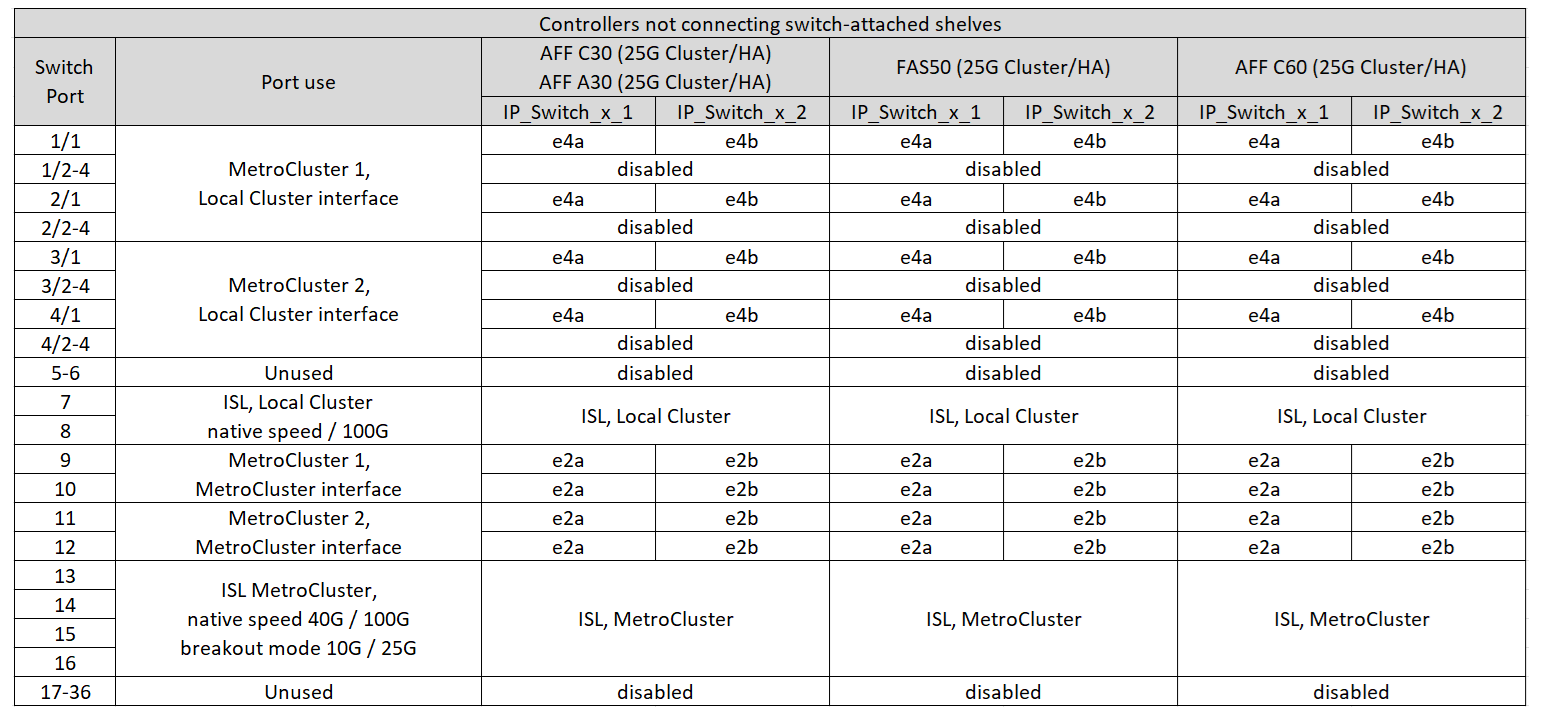 Controllers not connecting switch-attached shelves
Switch Port
Port use
AFF C30 (25G Cluster/HA)
AFF A30 (25G Cluster/HA)
FAS50 (25G Cluster/HA)
AFF C60 (25G Cluster/HA)
IP_Switch_x_1 IP_Switch_x_2 IP_Switch_x_1 IP_Switch_x_2 IP_Switch_x_1 IP_Switch_x_2
1/1 e4a e4b e4a e4b e4a e4b
MetroCluster 1,
Local Cluster interface
1/2-4 disabled disabled disabled
2/1 e4a e4b e4a e4b e4a e4b
2/2-4 disabled disabled disabled
3/1 e4a e4b e4a e4b e4a e4b
MetroCluster 2,
Local Cluster interface
3/2-4 disabled disabled disabled
4/1 e4a e4b e4a e4b e4a e4b
4/2-4 disabled disabled disabled
5-6 Unused disabled disabled disabled
7
8
ISL, Local Cluster
native speed / 100G
ISL, Local Cluster ISL, Local Cluster ISL, Local Cluster
9 MetroCluster 1, e2a e2b e2a e2b e2a e2b
10 MetroCluster interface e2a e2b e2a e2b e2a e2b
11 MetroCluster 2, e2a e2b e2a e2b e2a e2b
12 MetroCluster interface e2a e2b e2a e2b e2a e2b
13
14
15
16
ISL MetroCluster,
native speed 40G / 100G
breakout mode 10G / 25G
ISL, MetroCluster ISL, MetroCluster ISL, MetroCluster
17-36 Unused disabled disabled disabled